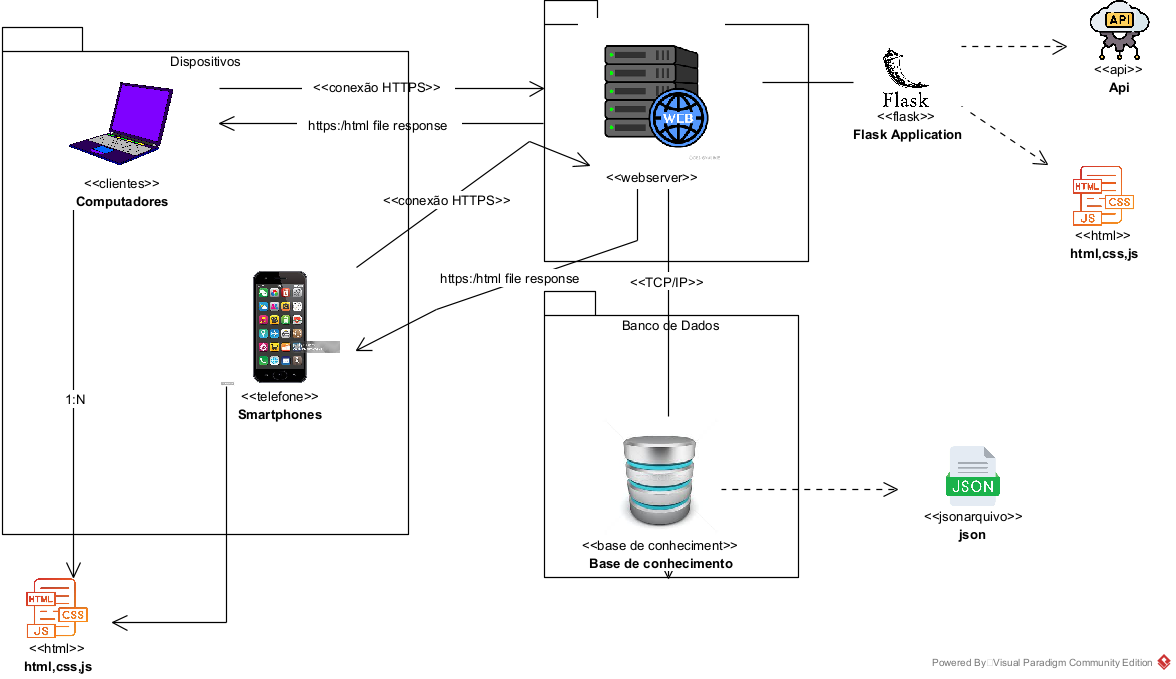 Dispositivos
<<conexão HTTPS>>
https:/html file response
<<clientes>>
Computadores
<<conexão HTTPS>>
https:/html file response
<<telefone>>
Smartphones
1:N
HTML
CSS
JS
<<html>>
html,css,js
WEB
<<webserver>>
<<TCP/IP>>
Banco de Dados
<<base de conheciment>>
Base de conhecimento
Flask
<<flask>>
Flask Application
API
<<api>>
Api
HTML
CSS
JS
<<html>>
html,css,js
JSON
<<jsonarquivo>>
json
Powered By Visual Paradigm Community Edition